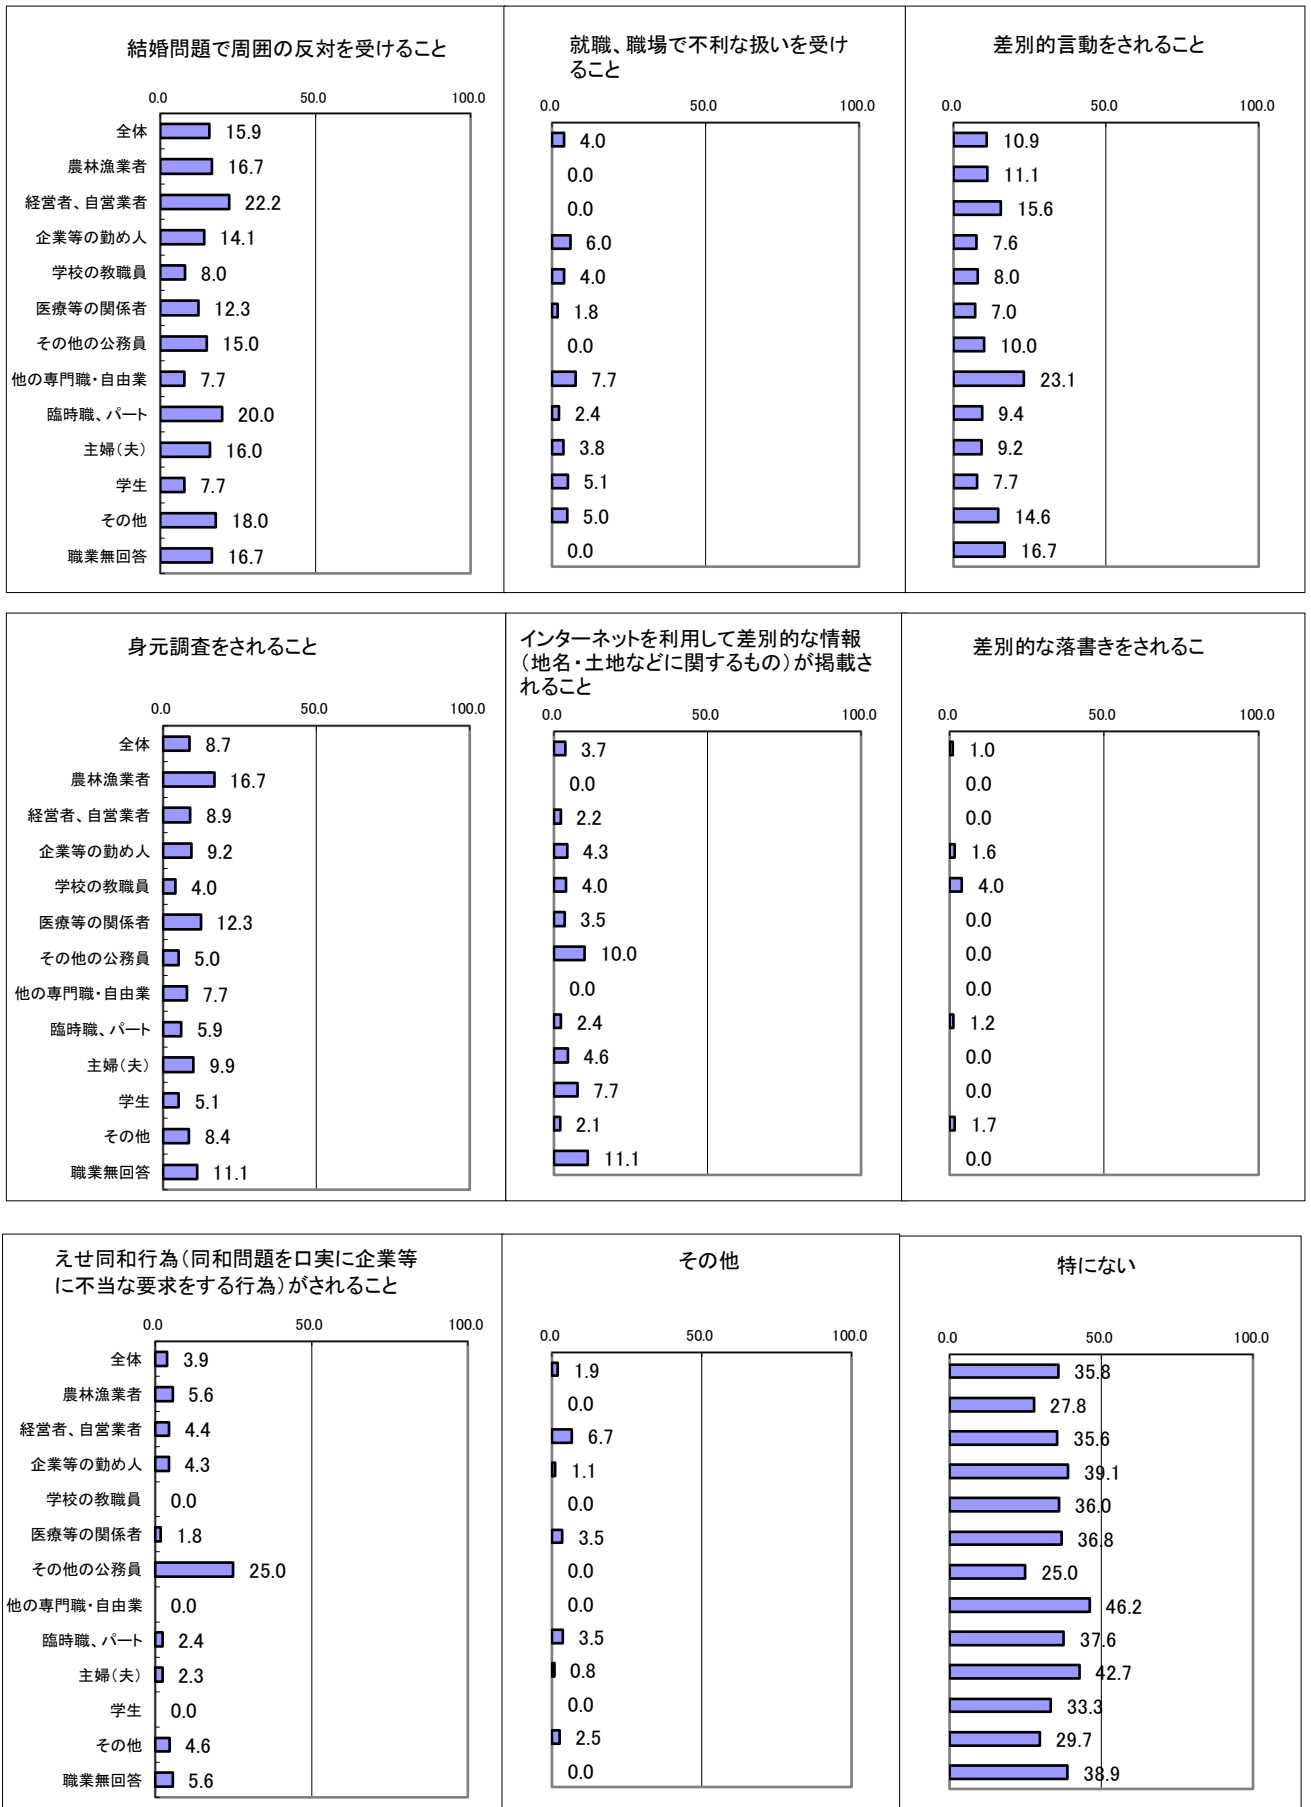 結婚問題で周囲の反対を受けること
0.0 50.0 100.0
全体 15.9
農林漁業者 16.7
経営者、自営業者 22.2
企業等の勤め人 14.1
学校の教職員 8.0
医療等の関係者 12.3
その他の公務員 15.0
他の専門職・自由業 7.7
臨時職、パート 20.0
主婦(夫) 16.0
学生 7.7
その他 18.0
職業無回答 16.7
就職、職場で不利な扱いを受け
ること
0.0 50.0 100.0
4.0
0.0
0.0
6.0
4.0
1.8
0.0
7.7
2.4
3.8
5.1
5.0
0.0
差別的言動をされること
0.0 50.0 100.0
10.9
11.1
15.6
7.6
8.0
7.0
10.0
23.1
9.4
9.2
7.7
14.6
16.7
身元調査をされること
0.0 50.0 100.0
全体 8.7
農林漁業者 16.7
経営者、自営業者 8.9
企業等の勤め人 9.2
学校の教職員 4.0
医療等の関係者 12.3
その他の公務員 5.0
他の専門職・自由業 7.7
臨時職、パート 5.9
主婦(夫) 9.9
学生 5.1
その他 8.4
職業無回答 11.1
インターネットを利用して差別的な情報
(地名・土地などに関するもの)が掲載さ
れること
0.0 50.0 100.0
3.7
0.0
2.2
4.3
4.0
3.5
10.0
0.0
2.4
4.6
7.7
2.1
11.1
差別的な落書きをされるこ
0.0 50.0 100.0
1.0
0.0
0.0
1.6
4.0
0.0
0.0
0.0
1.2
0.0
0.0
1.7
0.0
えせ同和行為(同和問題を口実に企業等
に不当な要求をする行為)がされること
0.0 50.0 100.0
全体 3.9
農林漁業者 5.6
経営者、自営業者 4.4
企業等の勤め人 4.3
学校の教職員 0.0
医療等の関係者 1.8
その他の公務員 25.0
他の専門職・自由業 0.0
臨時職、パート 2.4
主婦(夫) 2.3
学生 0.0
その他 4.6
職業無回答 5.6
その他
0.0 50.0 100.0
1.9
0.0
6.7
1.1
0.0
3.5
0.0
0.0
3.5
0.8
0.0
2.5
0.0
特にない
0.0 50.0 100.0
35.8
27.8
35.6
39.1
36.0
36.8
25.0
46.2
37.6
42.7
33.3
29.7
38.9